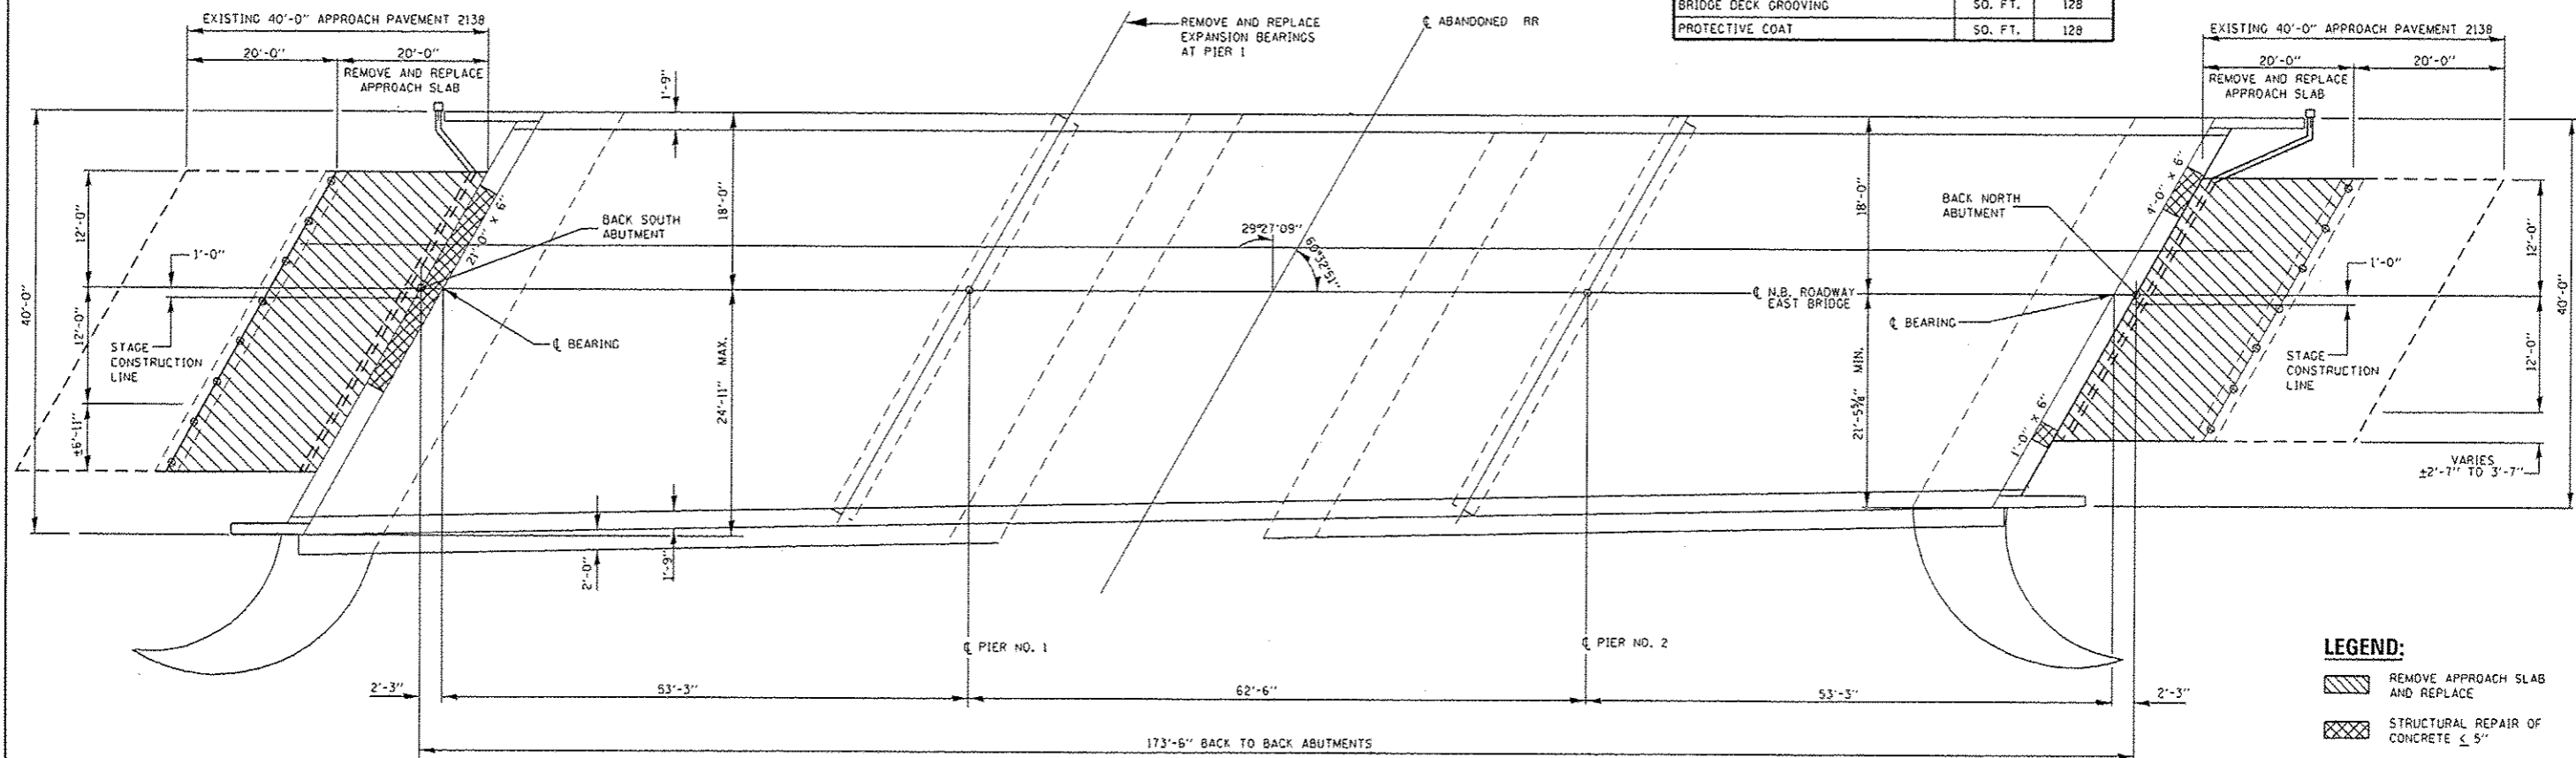 EXISTING 40'-0" APPROACH PAVEMENT 2138
20'-0"
20'-0"
REMOVE AND REPLACE
APPROACH SLAB
REMOVE AND REPLACE
EXPANSION BEARINGS
AT PIER 1
℄ ABANDONED RR
BRIDGE DECK GROOVING SQ. FT. 128
PROTECTIVE COAT SQ. FT. 128
EXISTING 40'-0" APPROACH PAVEMENT 2138
20'-0"
20'-0"
REMOVE AND REPLACE
APPROACH SLAB
1'-9"
40'-0"
12'-0"
1'-0"
12'-0"
STAGE
CONSTRUCTION
LINE
±6'-11"
21'-0" x 6"
BACK SOUTH
ABUTMENT
℄ BEARING
18'-0"
24'-11" MAX.
29°27'09"
60°32'51"
℄ N.B. ROADWAY
EAST BRIDGE
18'-0"
21'-5⅝" MIN.
BACK NORTH
ABUTMENT
℄ BEARING
4'-0" x 6"
1'-0" x 6"
12'-0"
1'-0"
12'-0"
40'-0"
STAGE
CONSTRUCTION
LINE
VARIES
±2'-7" TO 3'-7"
2'-0"
1'-9"
℄ PIER NO. 1
℄ PIER NO. 2
2'-3"
53'-3"
62'-6"
53'-3"
2'-3"
173'-6" BACK TO BACK ABUTMENTS
LEGEND:
REMOVE APPROACH SLAB
AND REPLACE
STRUCTURAL REPAIR OF
CONCRETE ≤ 5"